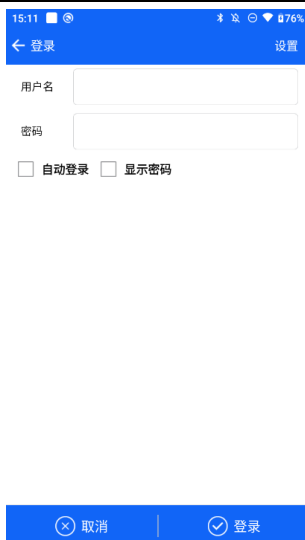 15:11 76%
登录 设置
用户名
密码
自动登录 显示密码
取消 登录